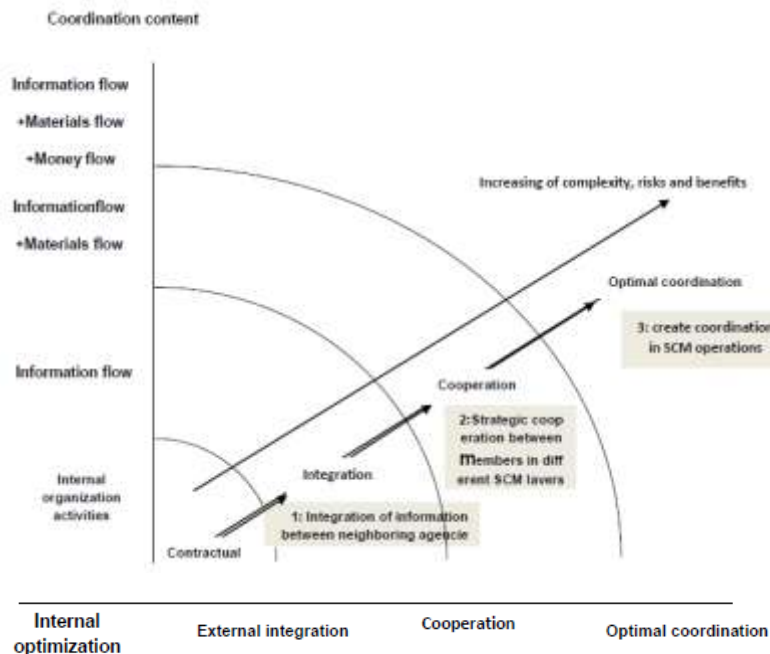 Coordination content
Information flow
+Materials flow
+Money flow
Informationflow
+Materials flow
Information flow
Internal
organization
activities
Increasing of complexity, risks and benefits
Optimal coordination
3: create coordination
in SCM operations
Cooperation
2:Strategic coop
eration between
Members in diff
erent SCM layers
Integration
1: Integration of information
between neighboring agencie
Contractual
Internal
optimization
External integration
Cooperation
Optimal coordination